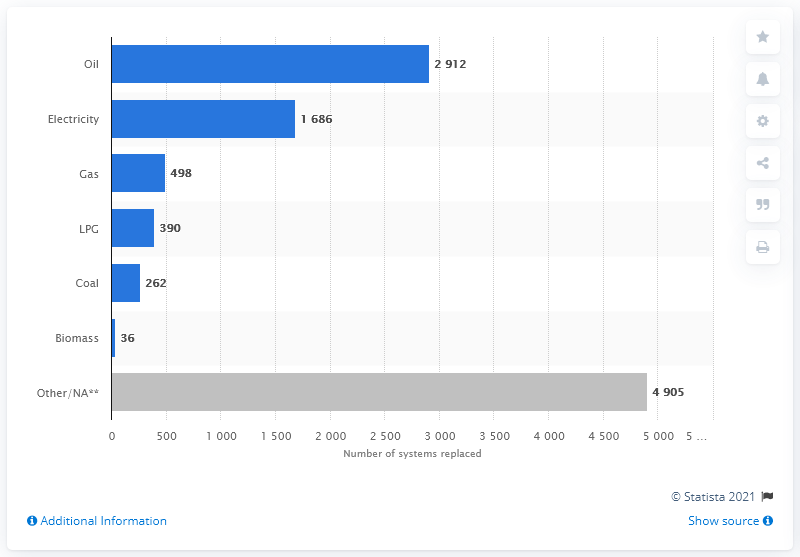 Oil 2 912
Electricity 1 686
Gas 498
LPG 390
Coal 262
Biomass 36
Other/NA** 4 905
0 500 1 000 1 500 2 000 2 500 3 000 3 500 4 000 4 500 5 000 5 ...
Number of systems replaced
© Statista 2021
Additional Information Show source